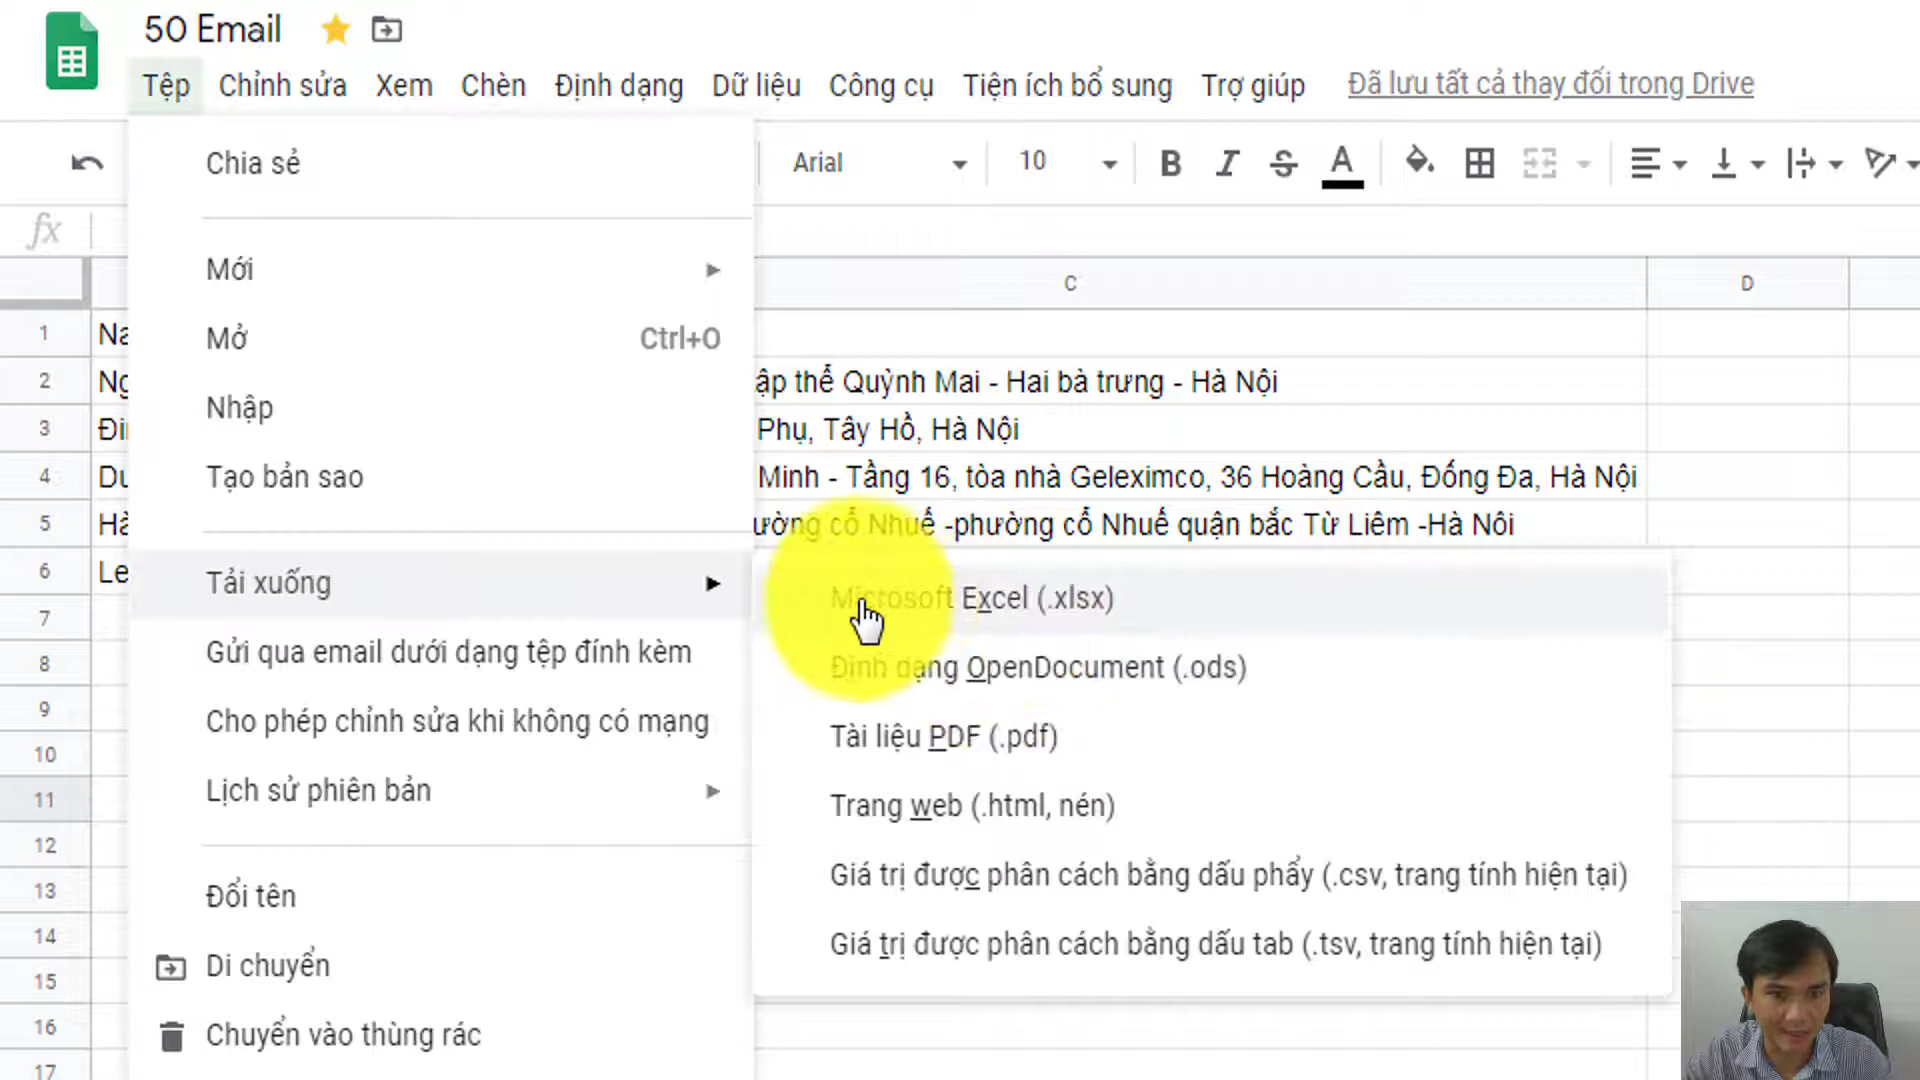 50 Email
Tệp Chỉnh sửa Xem Chèn Định dạng Dữ liệu Công cụ Tiện ích bổ sung Trợ giúp Đã lưu tất cả thay đổi trong Drive
Arial 10 B I S A
fx
C D
Chia sẻ
Mới
Mở Ctrl+O
Nhập
Tạo bản sao
Tải xuống
Gửi qua email dưới dạng tệp đính kèm
Cho phép chỉnh sửa khi không có mạng
Lịch sử phiên bản
Đổi tên
Di chuyển
Chuyển vào thùng rác
1 Na
2 Ng ập thể Quỳnh Mai - Hai bà trưng - Hà Nội
3 Đin Phụ, Tây Hồ, Hà Nội
4 Du Minh - Tầng 16, tòa nhà Geleximco, 36 Hoàng Cầu, Đống Đa, Hà Nội
5 Hà ường cổ Nhuế -phường cổ Nhuế quận bắc Từ Liêm -Hà Nôi
6 Le
7
8
9
10
11
12
13
14
15
16
17
Microsoft Excel (.xlsx)
Định dạng OpenDocument (.ods)
Tài liệu PDF (.pdf)
Trang web (.html, nén)
Giá trị được phân cách bằng dấu phẩy (.csv, trang tính hiện tại)
Giá trị được phân cách bằng dấu tab (.tsv, trang tính hiện tại)